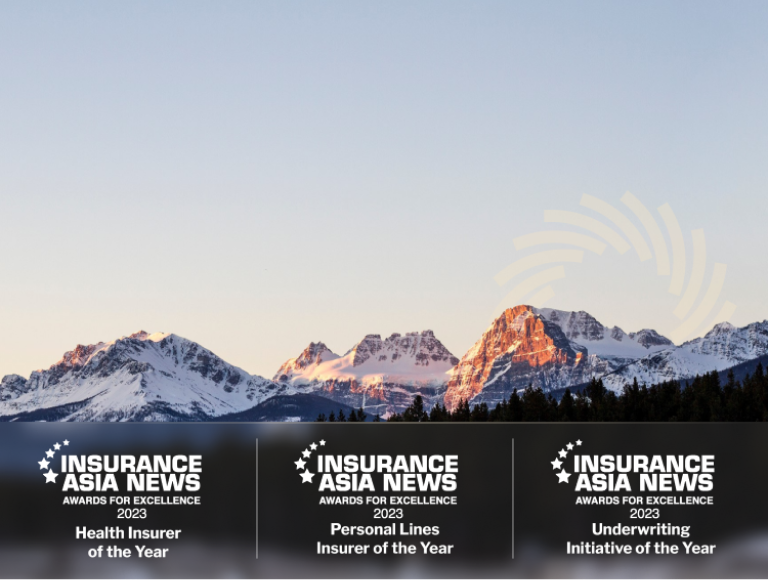 INSURANCE
ASIA NEWS
AWARDS FOR EXCELLENCE
2023
Health Insurer
of the Year
INSURANCE
ASIA NEWS
AWARDS FOR EXCELLENCE
2023
Personal Lines
Insurer of the Year
INSURANCE
ASIA NEWS
AWARDS FOR EXCELLENCE
2023
Underwriting
Initiative of the Year